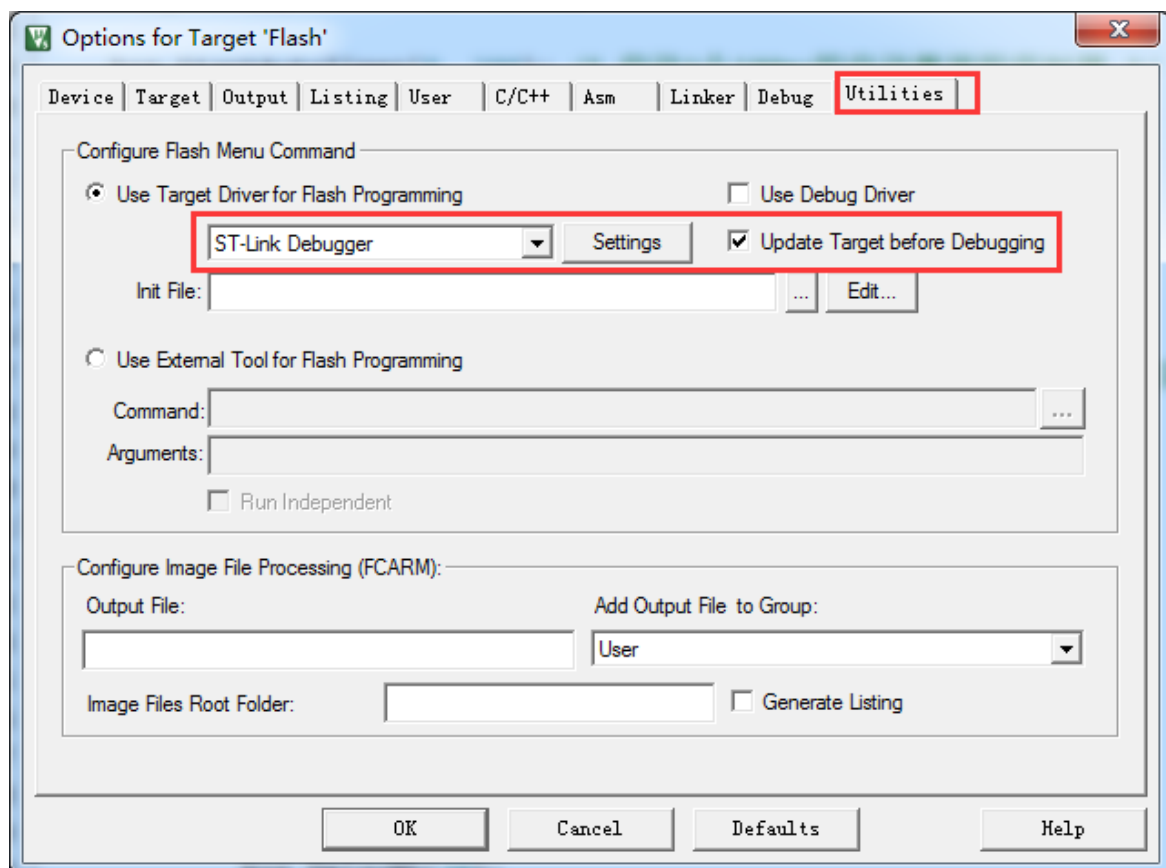 Options for Target 'Flash'
Device Target Output Listing User C/C++ Asm Linker Debug Utilities
Configure Flash Menu Command
Use Target Driver for Flash Programming Use Debug Driver
ST-Link Debugger Settings Update Target before Debugging
Init File: ... Edit...
Use External Tool for Flash Programming
Command: ...
Arguments:
Run Independent
Configure Image File Processing (FCARM):
Output File: Add Output File to Group:
User
Image Files Root Folder: Generate Listing
OK Cancel Defaults Help